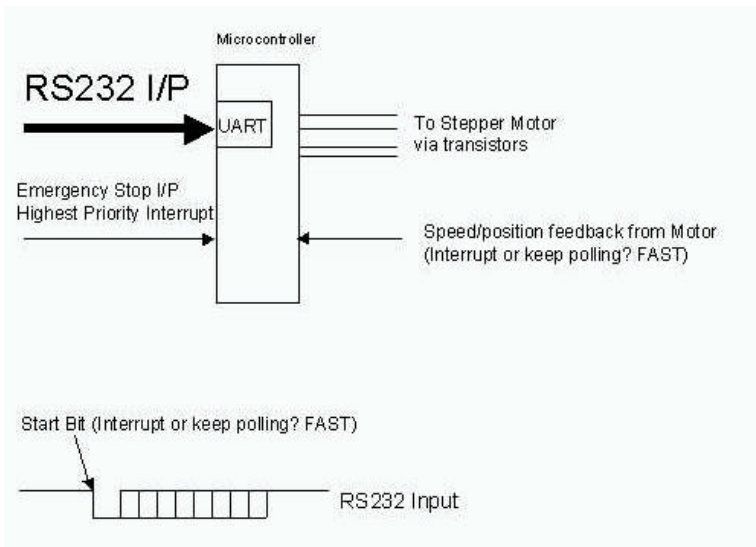 Microcontroller
RS232 I/P
UART
To Stepper Motor
via transistors
Emergency Stop I/P
Highest Priority Interrupt
Speed/position feedback from Motor
(Interrupt or keep polling? FAST)
Start Bit (Interrupt or keep polling? FAST)
RS232 Input